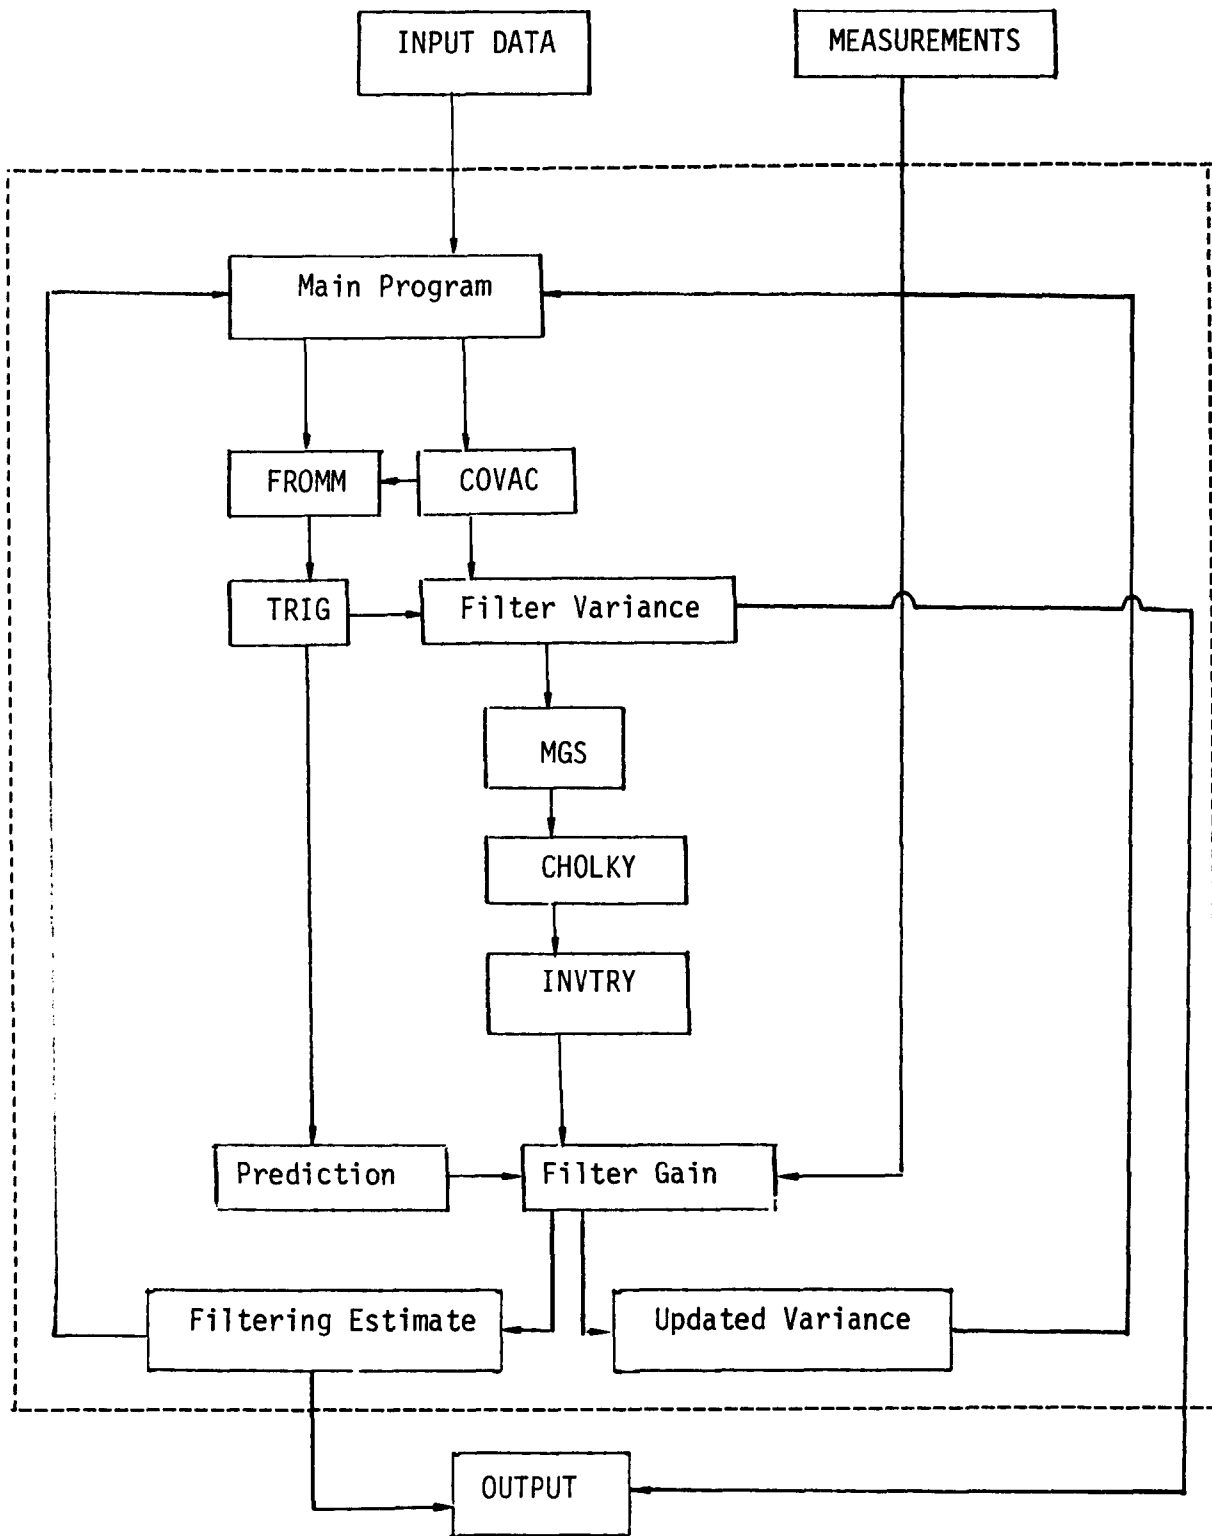 INPUT DATA
MEASUREMENTS
Main Program
FROMM
COVAC
TRIG
Filter Variance
MGS
CHOLKY
INVTRY
Prediction
Filter Gain
Filtering Estimate
Updated Variance
OUTPUT